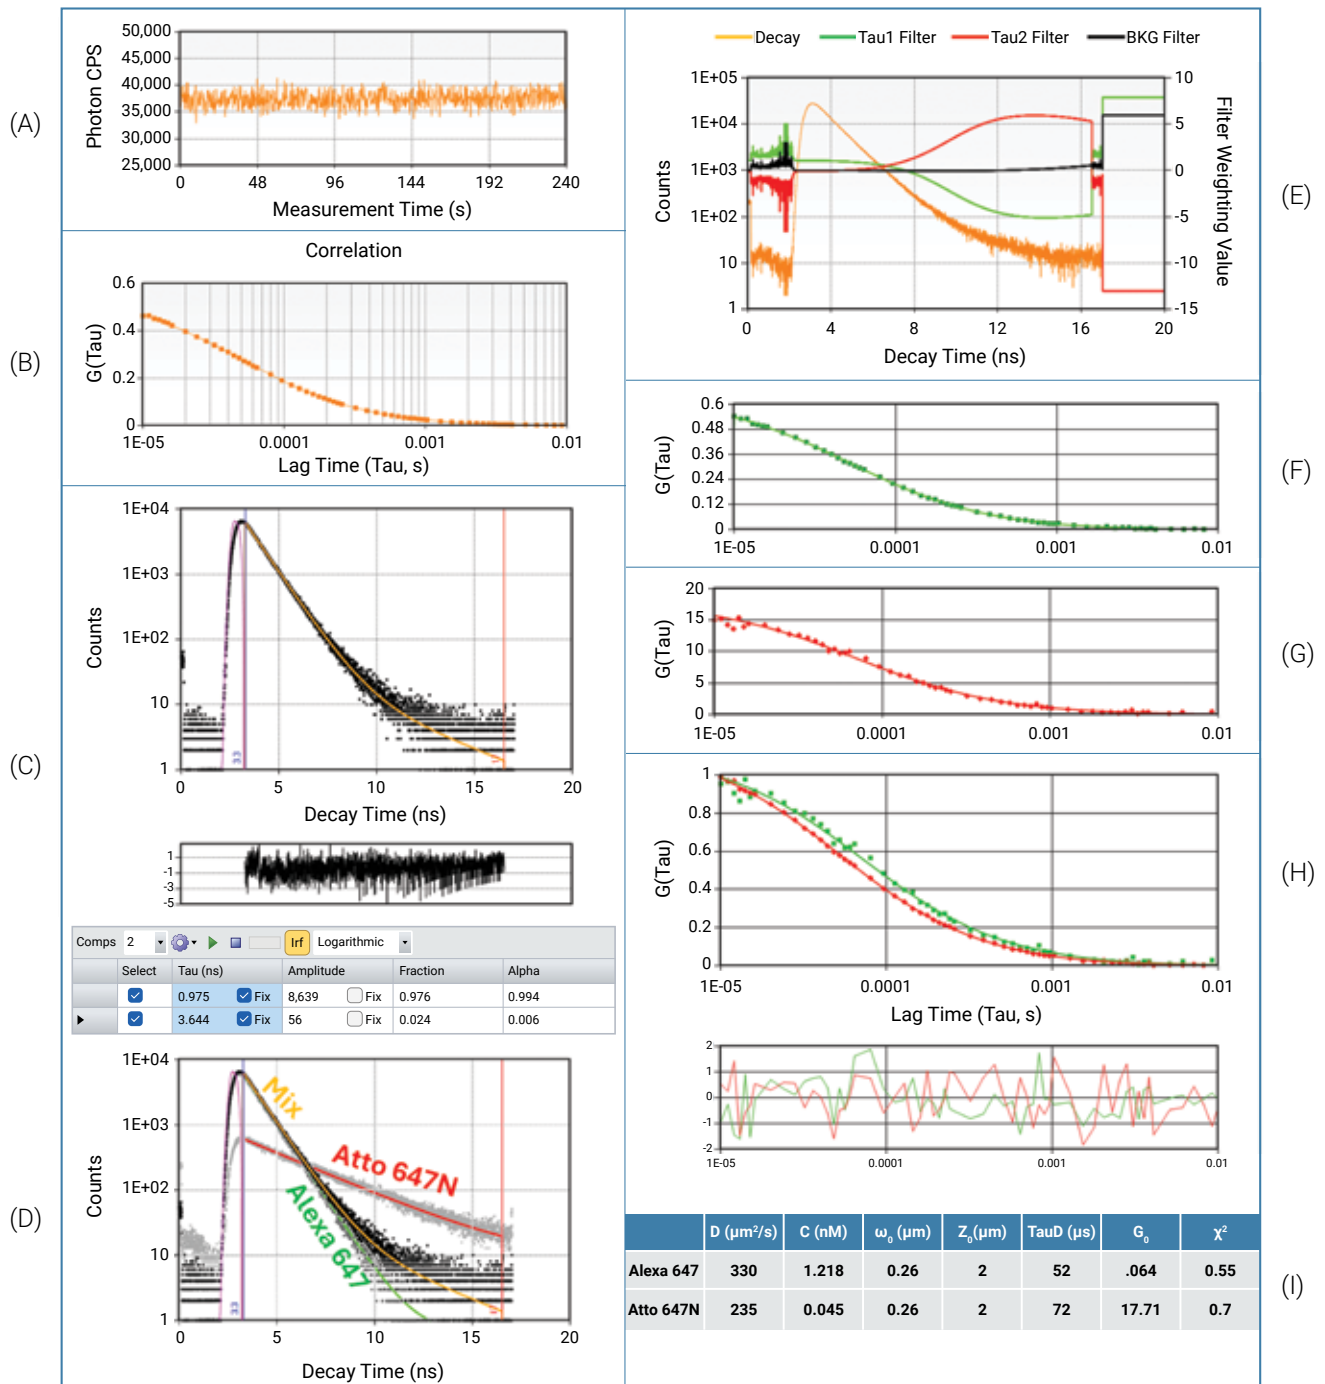 (A)
50,000
45,000
40,000
35,000
30,000
25,000
Photon CPS
0 48 96 144 192 240
Measurement Time (s)
(B)
Correlation
0.6
0.4
0.2
0
G(Tau)
1E-05 0.0001 0.001 0.01
Lag Time (Tau, s)
(C)
1E+04
1E+03
1E+02
10
1
Counts
33
0 5 10 15 20
Decay Time (ns)
1
-1
-3
-5
Comps 2 Irf Logarithmic
Select Tau (ns) Amplitude Fraction Alpha
0.975 Fix 8,639 Fix 0.976 0.994
3.644 Fix 56 Fix 0.024 0.006
(D)
1E+04
1E+03
1E+02
10
1
Counts
Mix
Atto 647N
Alexa 647
33
0 5 10 15 20
Decay Time (ns)
(E)
Decay Tau1 Filter Tau2 Filter BKG Filter
1E+05
1E+04
1E+03
1E+02
10
1
Counts
10
5
0
-5
-10
-15
Filter Weighting Value
0 4 8 12 16 20
Decay Time (ns)
(F)
0.6
0.48
0.36
0.24
0.12
0
G(Tau)
1E-05 0.0001 0.001 0.01
(G)
20
15
10
5
0
G(Tau)
1E-05 0.0001 0.001 0.01
(H)
1
0.8
0.6
0.4
0.2
0
G(Tau)
1E-05 0.0001 0.001 0.01
Lag Time (Tau, s)
2
1
0
-1
-2
1E-05 0.0001 0.001 0.01
(I)
D (µm²/s) C (nM) ω₀ (µm) Z₀(µm) TauD (µs) G₀ χ²
Alexa 647 330 1.218 0.26 2 52 .064 0.55
Atto 647N 235 0.045 0.26 2 72 17.71 0.7